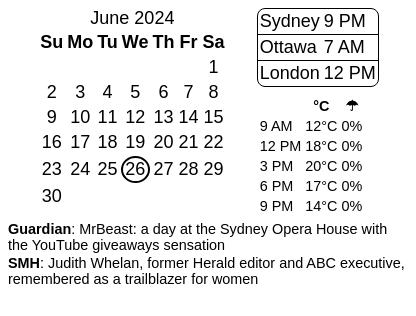 June 2024
Su Mo Tu We Th Fr Sa
1
2 3 4 5 6 7 8
9 10 11 12 13 14 15
16 17 18 19 20 21 22
23 24 25 26 27 28 29
30
Sydney 9 PM
Ottawa 7 AM
London 12 PM
°C ☂
9 AM 12°C 0%
12 PM 18°C 0%
3 PM 20°C 0%
6 PM 17°C 0%
9 PM 14°C 0%
Guardian: MrBeast: a day at the Sydney Opera House with
the YouTube giveaways sensation
SMH: Judith Whelan, former Herald editor and ABC executive,
remembered as a trailblazer for women